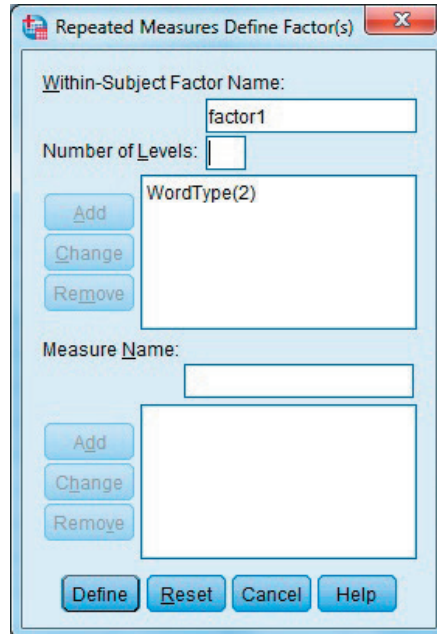 Repeated Measures Define Factor(s)
Within-Subject Factor Name:
factor1
Number of Levels:
Add
Change
Remove
WordType(2)
Measure Name:
Add
Change
Remove
Define Reset Cancel Help